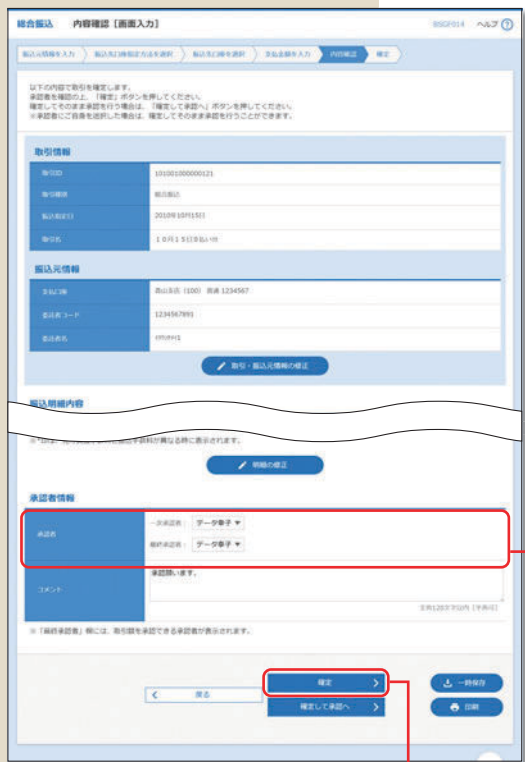 総合振込 内容確認［画面入力］
BSGF014 ヘルプ ?
振込元情報を入力 振込先口座指定方法を選択 振込先口座を選択 支払金額を入力 内容確認 確定
以下の内容で取引を確定します。
承認者を確認の上、「確定」ボタンを押してください。
確定してそのまま承認を行う場合は、「確定して承認へ」ボタンを押してください。
※承認者にご自身を選択した場合は、確定してそのまま承認を行うことができます。
取引情報
取引ID 101001000000121
取引種別 総合振込
振込指定日 2010年10月15日
取引名 １０月１５日支払い分
振込元情報
支払口座 青山支店（100） 普通 1234567
委託者コード 1234567891
委託者名
取引・振込元情報の修正
振込明細内容
明細の修正
承認者情報
承認者 一次承認者： データ幸子
最終承認者： データ幸子
コメント 承認願います。
全角120文字以内［半角可］
※「最終承認者」欄には、取引額を承認できる承認者が表示されます。
戻る 確定 一時保存
確定して承認へ 印刷